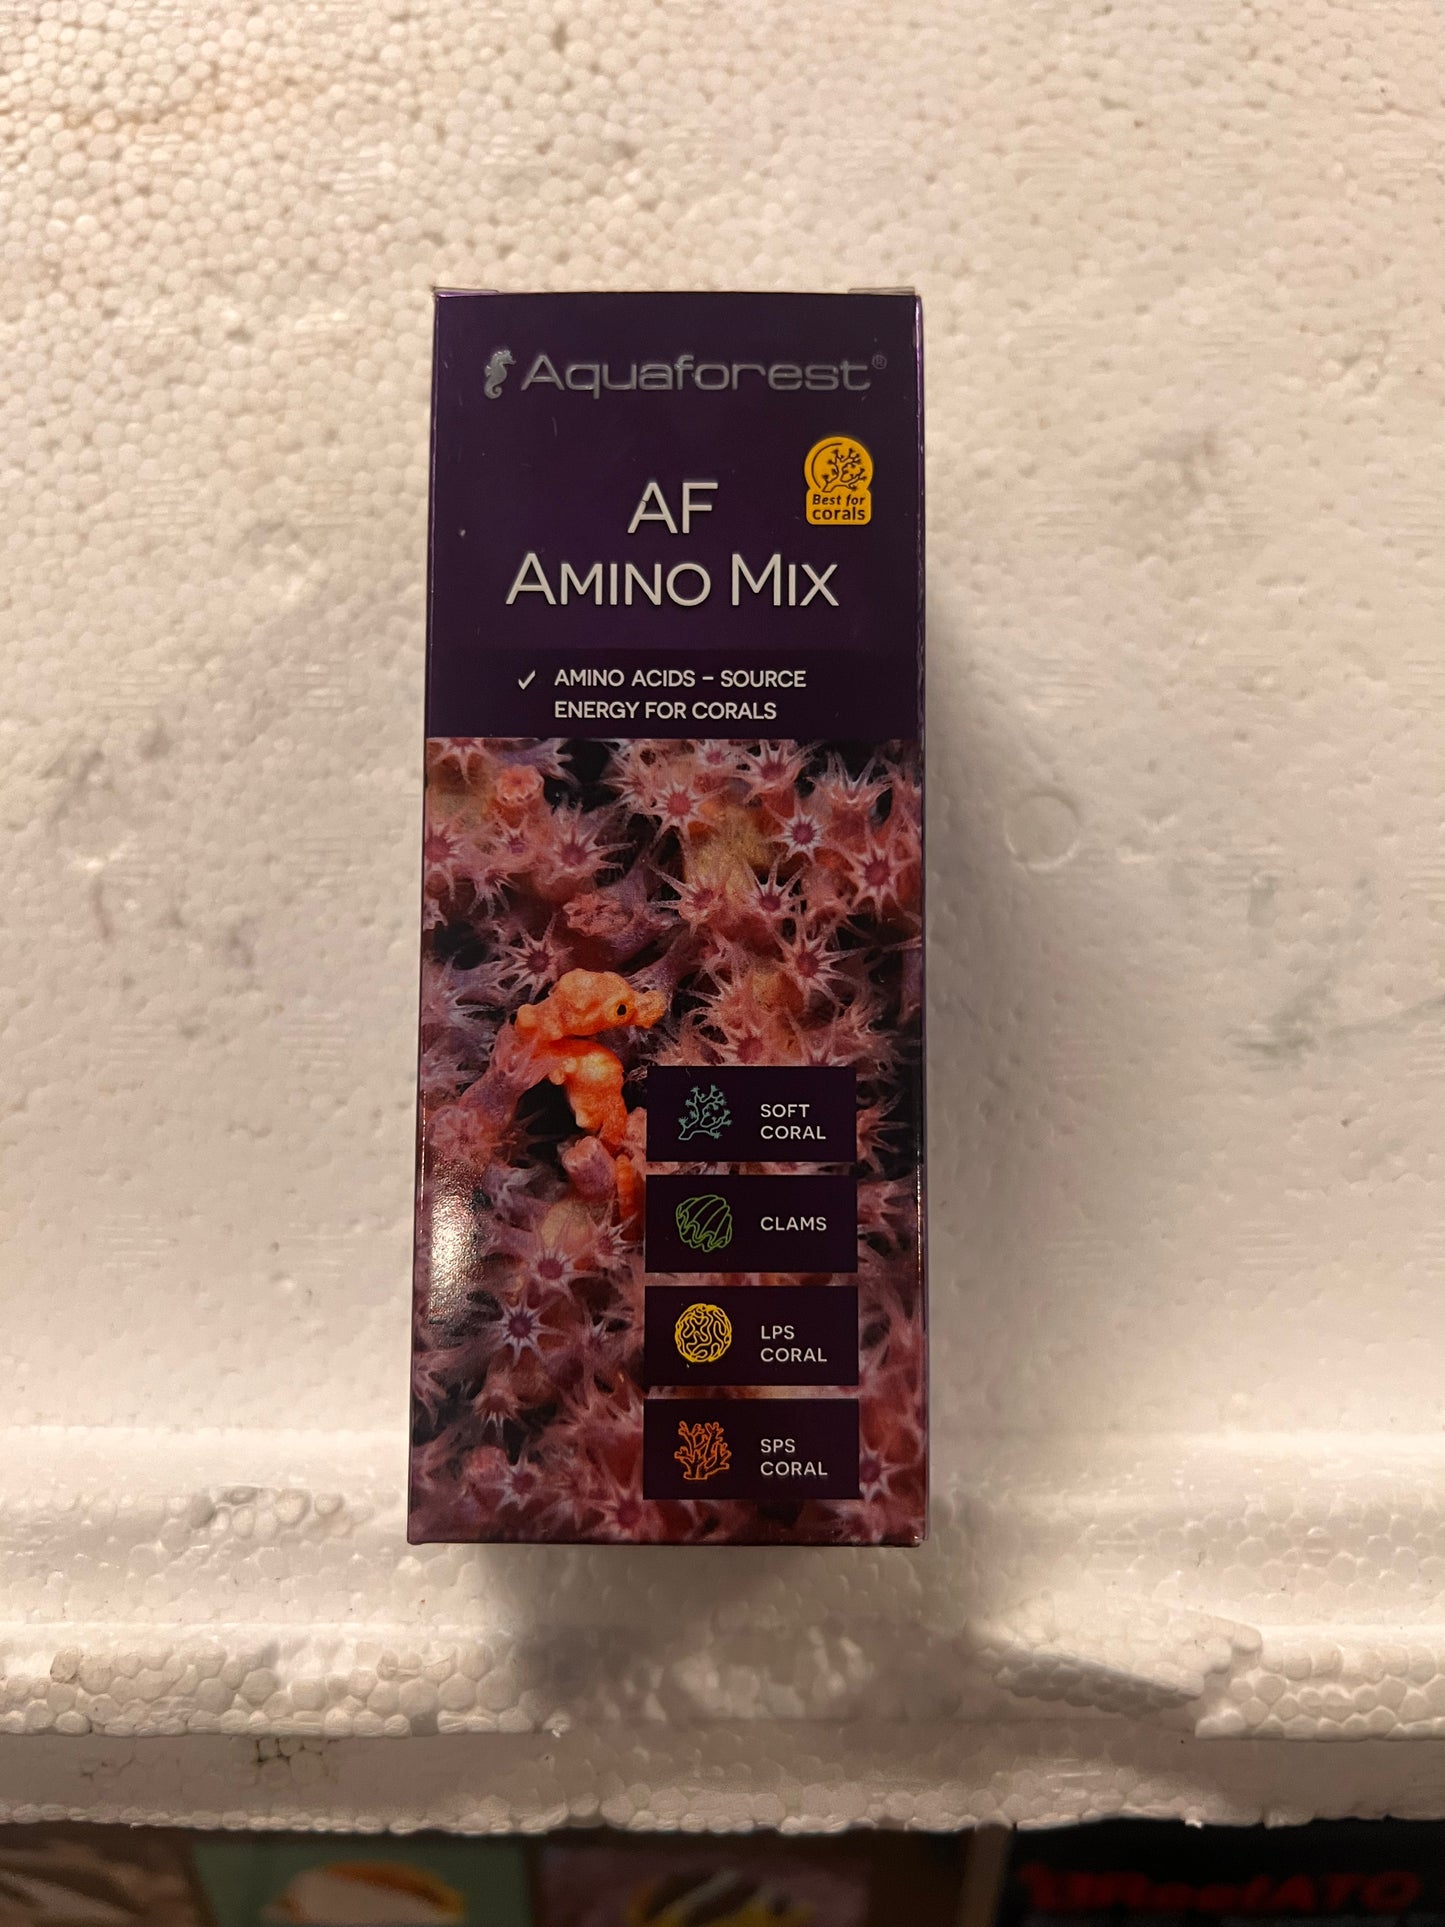 Aquaforest®
Best for
corals
AF
AMINO MIX
✓ AMINO ACIDS – SOURCE
ENERGY FOR CORALS
SOFT
CORAL
CLAMS
LPS
CORAL
SPS
CORAL